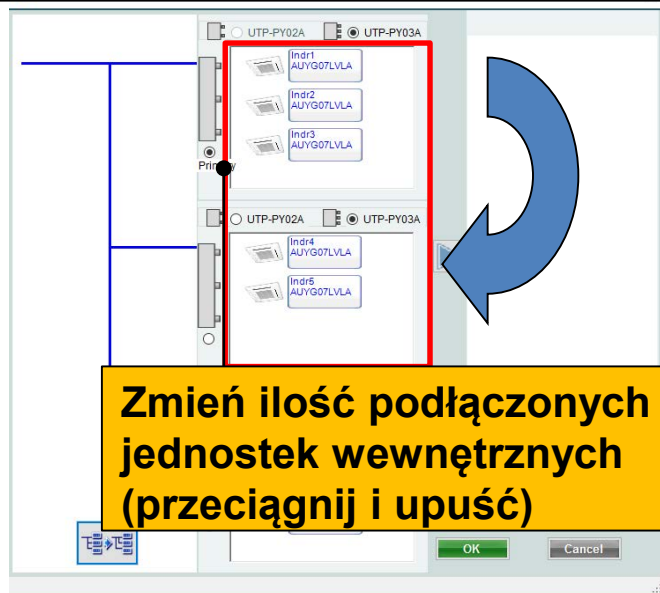 UTP-PY02A UTP-PY03A
Indr1
AUYG07LVLA
Indr2
AUYG07LVLA
Indr3
AUYG07LVLA
UTP-PY02A UTP-PY03A
Indr4
AUYG07LVLA
Indr5
AUYG07LVLA
Zmień ilość podłączonych
jednostek wewnętrznych
(przeciągnij i upuść)
OK Cancel